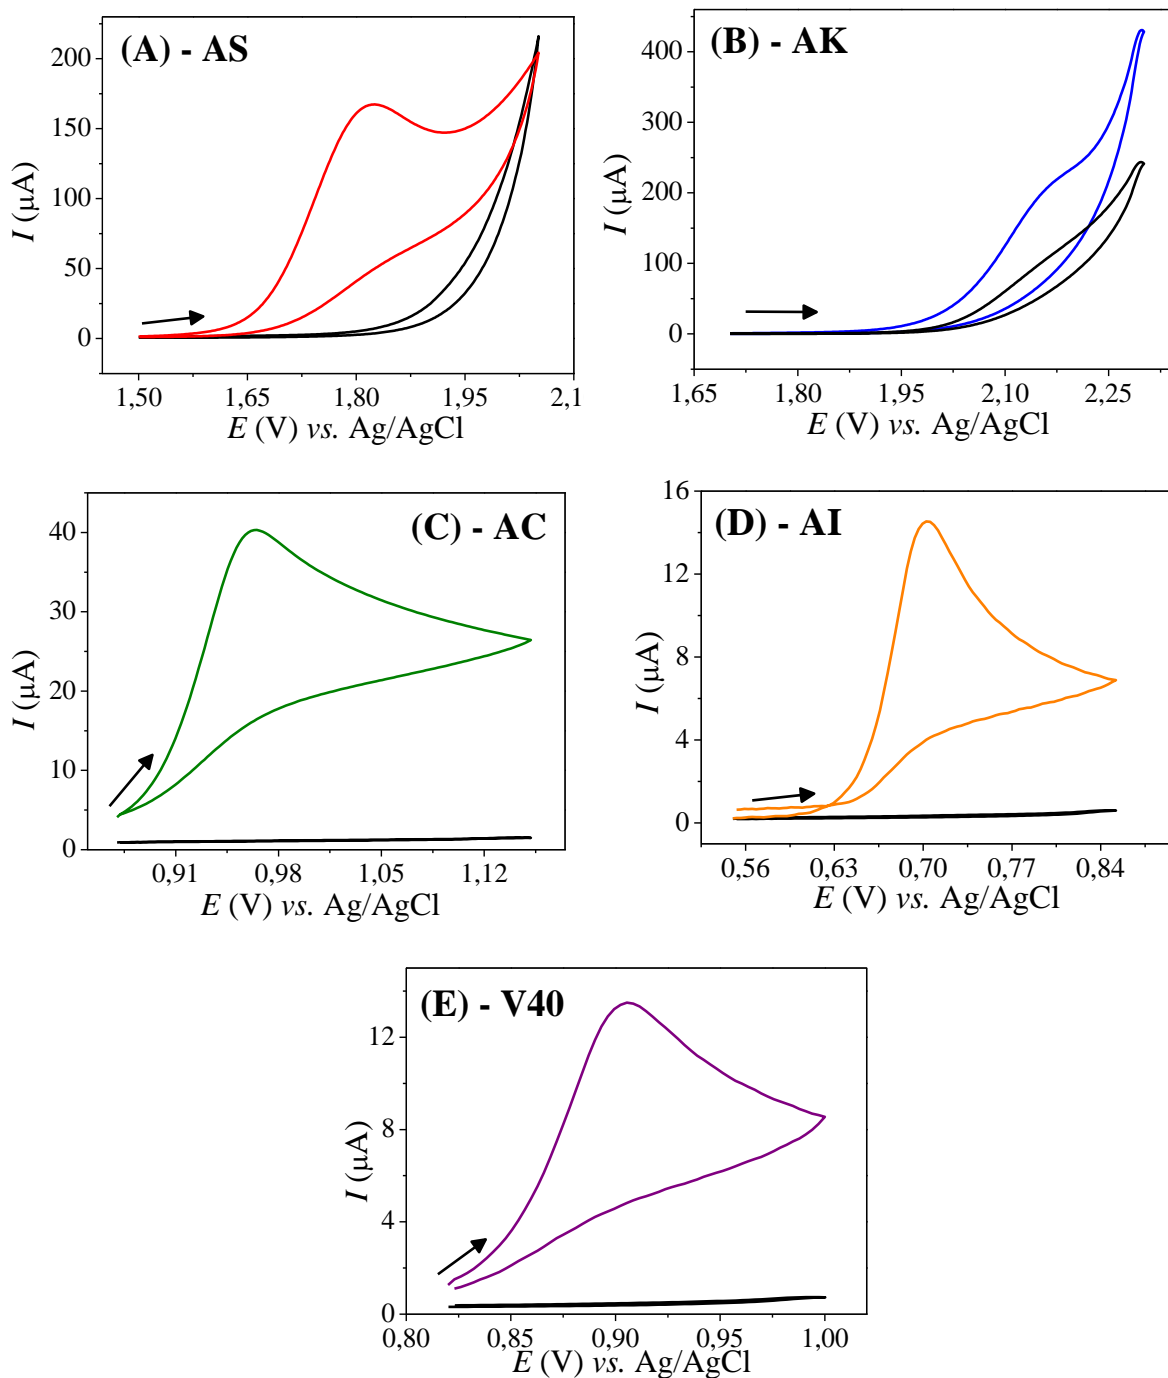 (A) - AS
200
150
100
50
0
I (µA)
1,50 1,65 1,80 1,95 2,1
E (V) vs. Ag/AgCl
(B) - AK
400
300
200
100
0
I (µA)
1,65 1,80 1,95 2,10 2,25
E (V) vs. Ag/AgCl
(C) - AC
40
30
20
10
0
I (µA)
0,91 0,98 1,05 1,12
E (V) vs. Ag/AgCl
(D) - AI
16
12
8
4
0
I (µA)
0,56 0,63 0,70 0,77 0,84
E (V) vs. Ag/AgCl
(E) - V40
12
8
4
0
I (µA)
0,80 0,85 0,90 0,95 1,00
E (V) vs. Ag/AgCl